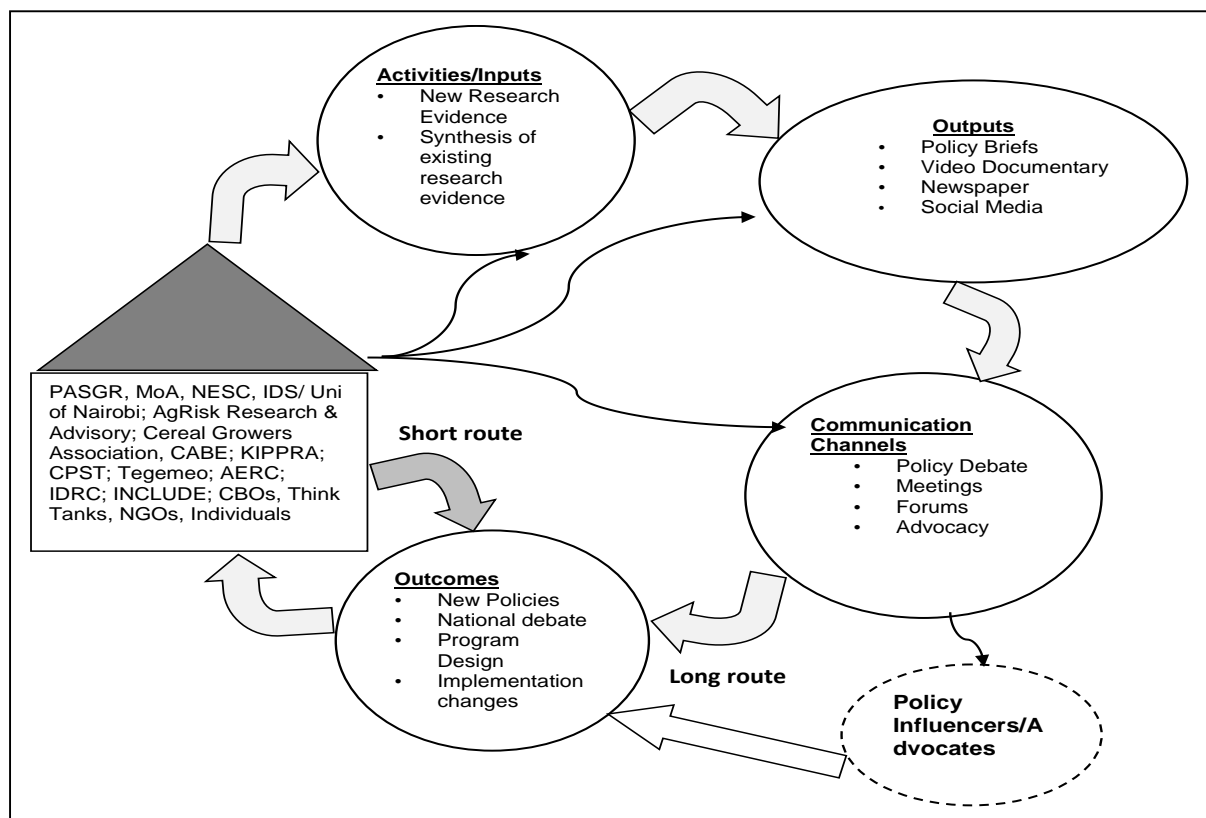 Activities/Inputs
• New Research
Evidence
• Synthesis of
existing
research
evidence
Outputs
• Policy Briefs
• Video Documentary
• Newspaper
• Social Media
PASGR, MoA, NESC, IDS/ Uni
of Nairobi; AgRisk Research &
Advisory; Cereal Growers
Association, CABE; KIPPRA;
CPST; Tegemeo; AERC;
IDRC; INCLUDE; CBOs, Think
Tanks, NGOs, Individuals
Short route
Communication
Channels
• Policy Debate
• Meetings
• Forums
• Advocacy
Outcomes
• New Policies
• National debate
• Program
Design
• Implementation
changes
Long route
Policy
Influencers/A
dvocates